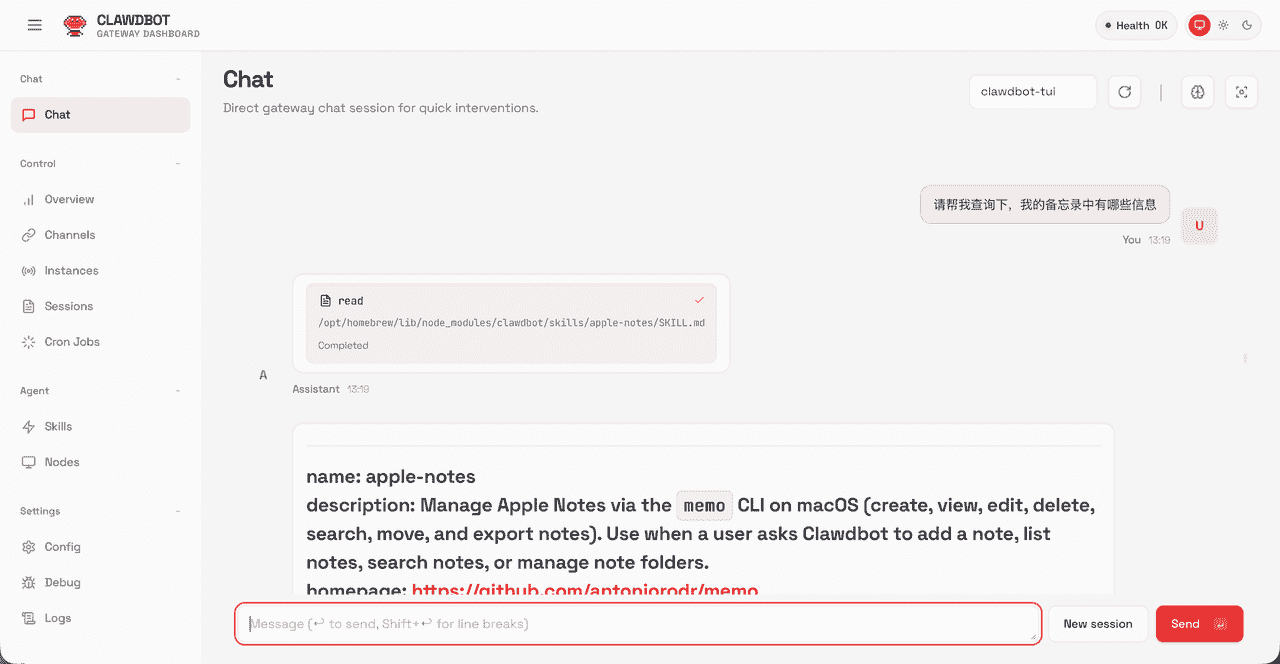 CLAWDBOT
GATEWAY DASHBOARD
Health OK
Chat
-
Chat
Control
-
Overview
Channels
Instances
Sessions
Cron Jobs
Agent
-
Skills
Nodes
Settings
-
Config
Debug
Logs
Chat
Direct gateway chat session for quick interventions.
clawdbot-tui
请帮我查询下，我的备忘录中有哪些信息
U
You 13:19
read
/opt/homebrew/lib/node_modules/clawdbot/skills/apple-notes/SKILL.md
Completed
A
Assistant 13:19
name: apple-notes
description: Manage Apple Notes via the memo CLI on macOS (create, view, edit, delete,
search, move, and export notes). Use when a user asks Clawdbot to add a note, list
notes, search notes, or manage note folders.
homepage: https://github.com/antoniorodr/memo
Message (↩ to send, Shift+↩ for line breaks)
New session
Send